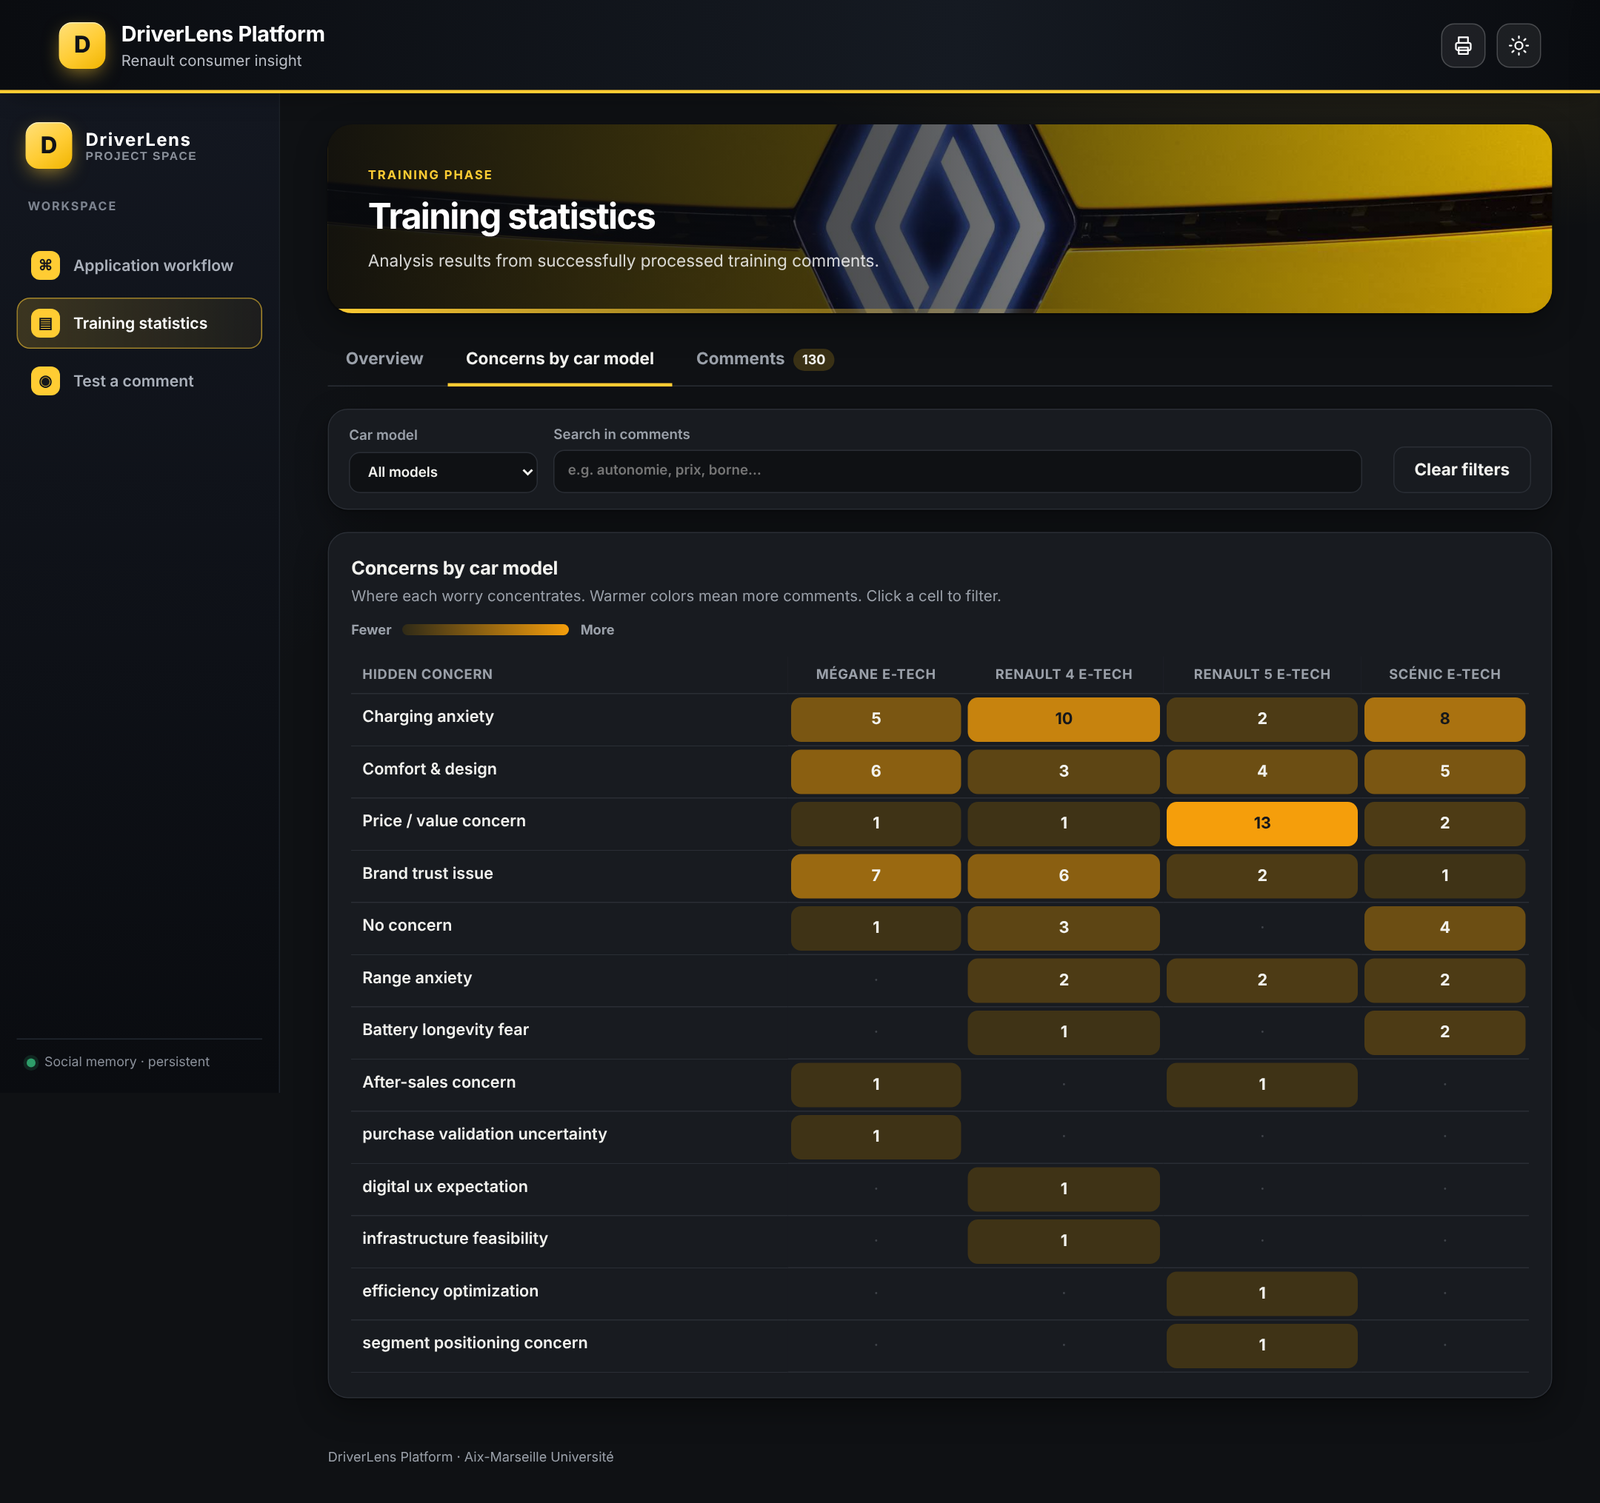 D
DriverLens Platform
Renault consumer insight
D
DriverLens
PROJECT SPACE
WORKSPACE
Application workflow
Training statistics
Test a comment
Social memory · persistent
TRAINING PHASE
Training statistics
Analysis results from successfully processed training comments.
Overview Concerns by car model Comments 130
Car model Search in comments
All models e.g. autonomie, prix, borne... Clear filters
Concerns by car model
Where each worry concentrates. Warmer colors mean more comments. Click a cell to filter.
Fewer More
HIDDEN CONCERN MÉGANE E-TECH RENAULT 4 E-TECH RENAULT 5 E-TECH SCÉNIC E-TECH
Charging anxiety 5 10 2 8
Comfort & design 6 3 4 5
Price / value concern 1 1 13 2
Brand trust issue 7 6 2 1
No concern 1 3 · 4
Range anxiety · 2 2 2
Battery longevity fear · 1 · 2
After-sales concern 1 · 1 ·
purchase validation uncertainty 1 · · ·
digital ux expectation · 1 · ·
infrastructure feasibility · 1 · ·
efficiency optimization · · 1 ·
segment positioning concern · · 1 ·
DriverLens Platform · Aix-Marseille Université